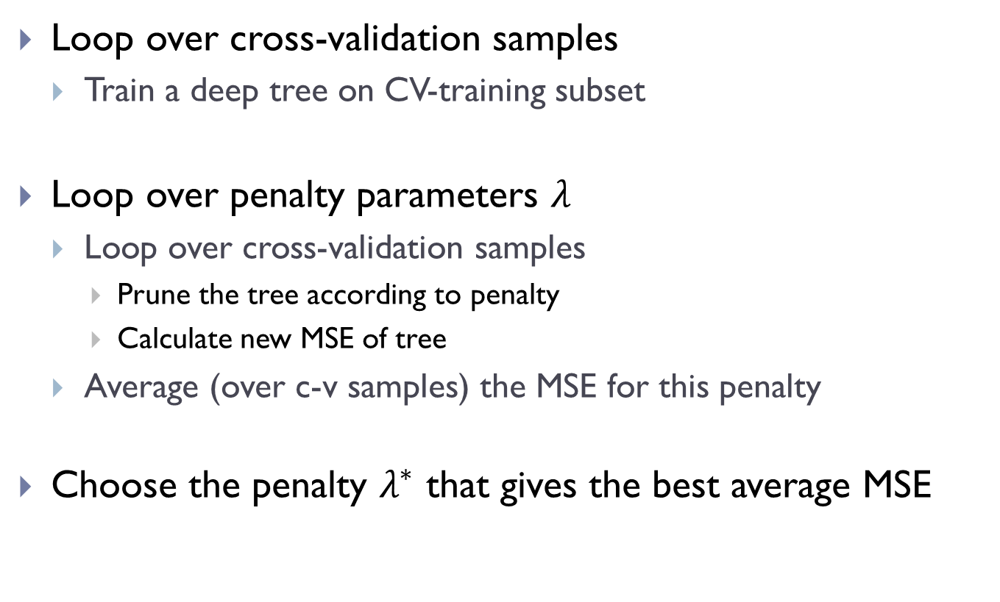 Loop over cross-validation samples
Train a deep tree on CV-training subset
Loop over penalty parameters λ
Loop over cross-validation samples
Prune the tree according to penalty
Calculate new MSE of tree
Average (over c-v samples) the MSE for this penalty
Choose the penalty λ* that gives the best average MSE